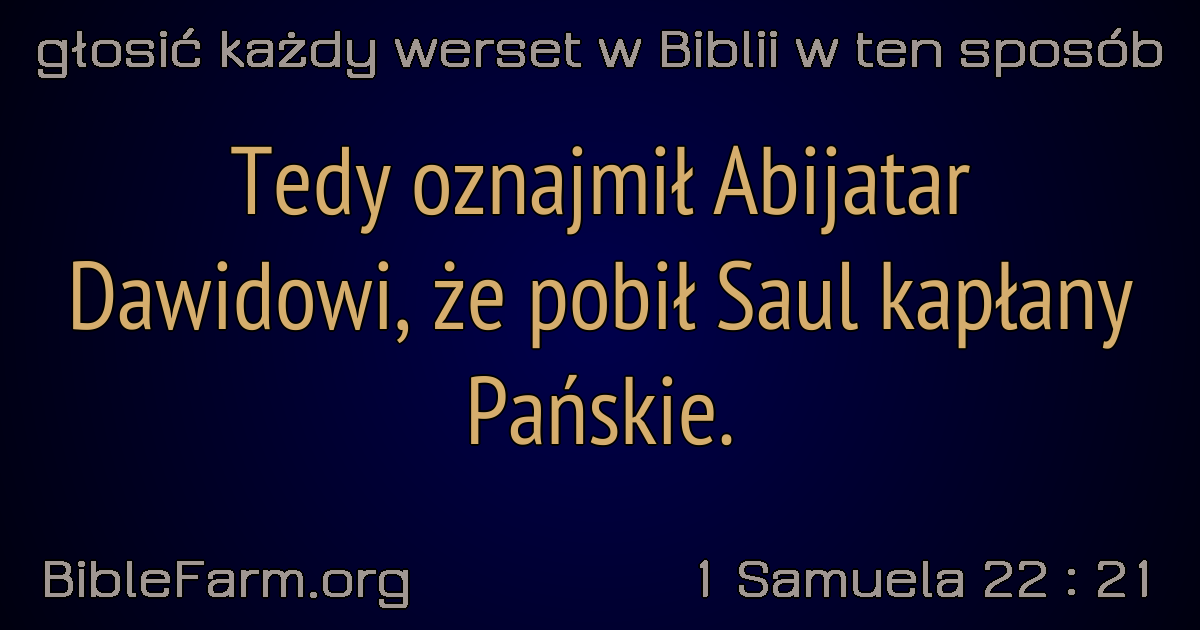 głosić każdy werset w Biblii w ten sposób
Tedy oznajmił Abijatar
Dawidowi, że pobił Saul kapłany
Pańskie.
BibleFarm.org
1 Samuela 22 : 21